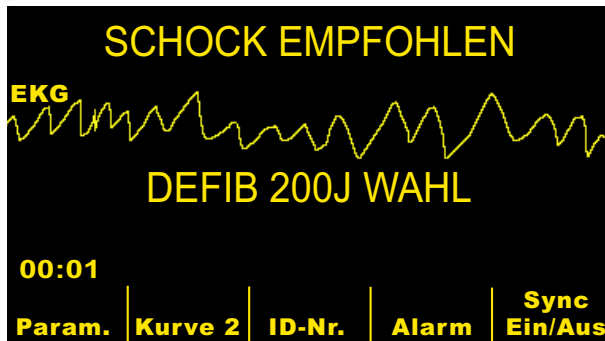 SCHOCK EMPFOHLEN
EKG
DEFIB 200J WAHL
00:01
Param.
Kurve 2
ID-Nr.
Alarm
Sync
Ein/Aus